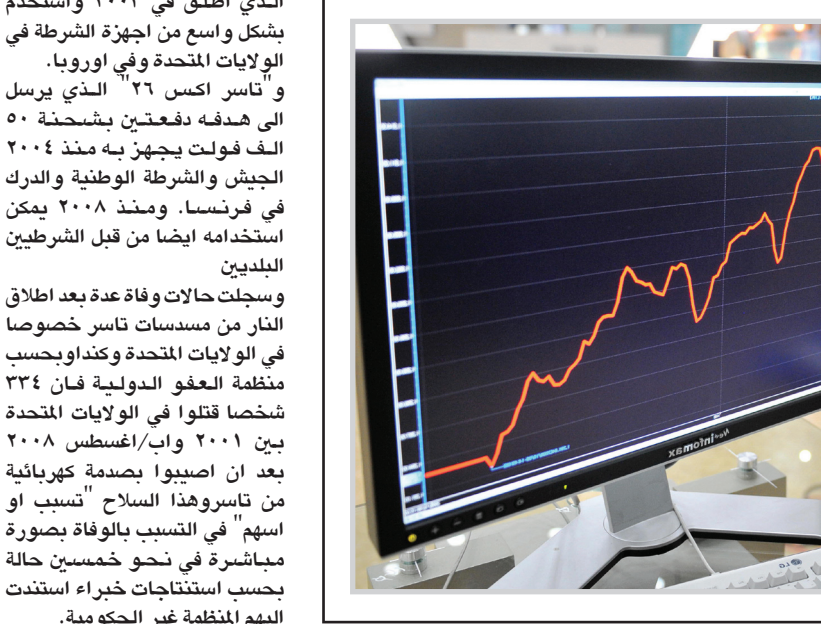 الذي اطلق في ٢٠٠٣ واستخدم
بشكل واسع من اجهزة الشرطة في
الولايات المتحدة وفي اوروبا.
و"تاسر اكس ٢٦" الذي يرسل
الى هدفه دفعتين بشحنة ٥٠
الف فولت يجهز به منذ ٢٠٠٤
الجيش والشرطة الوطنية والدرك
في فرنسا. ومنذ ٢٠٠٨ يمكن
استخدامه ايضا من قبل الشرطيين
البلديين
وسجلت حالات وفاة عدة بعد اطلاق
النار من مسدسات تاسر خصوصا
في الولايات المتحدة وكنداوبحسب
منظمة العفو الدولية فان ٣٣٤
شخصا قتلوا في الولايات المتحدة
بين ٢٠٠١ واب/اغسطس ٢٠٠٨
بعد ان اصيبوا بصدمة كهربائية
من تاسروهذا السلاح "تسبب او
اسهم" في التسبب بالوفاة بصورة
مباشرة في نحو خمسين حالة
بحسب استنتاجات خبراء استندت
اليهم المنظمة غير الحكومية.
infomax
LG